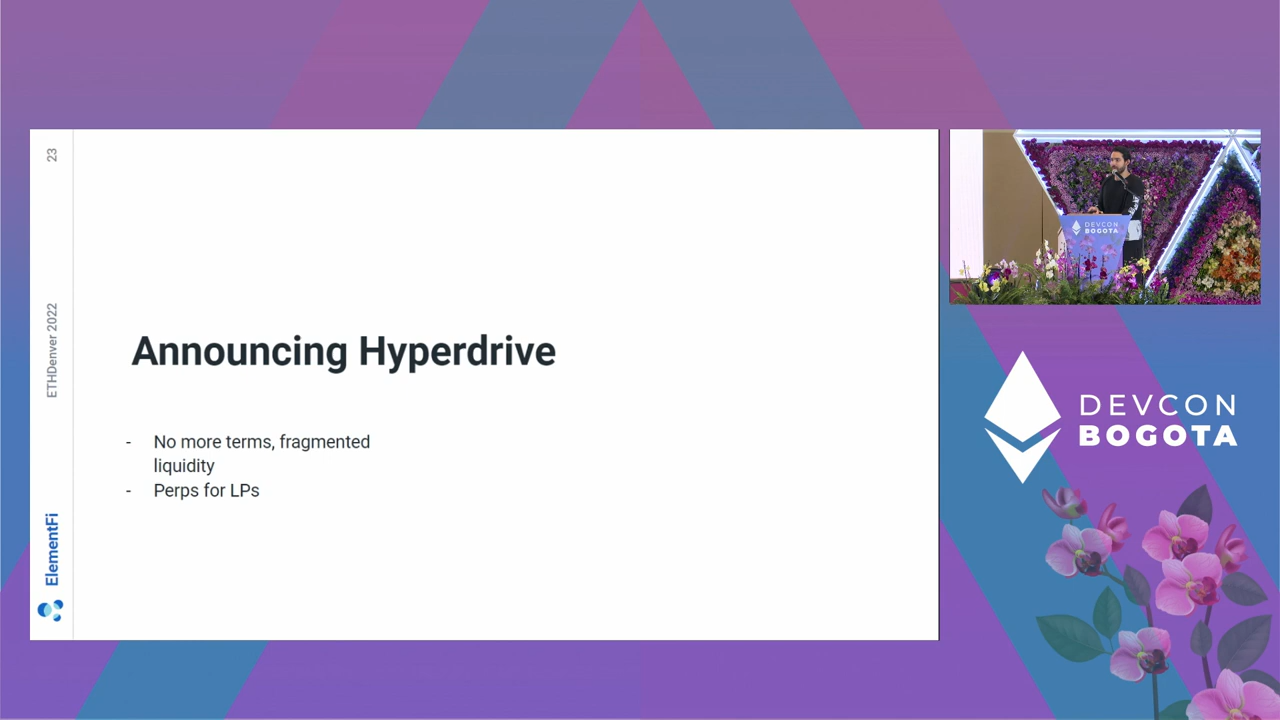 23
ETHDenver 2022
ElementFi
Announcing Hyperdrive
- No more terms, fragmented
liquidity
- Perps for LPs
DEVCON
BOGOTA
DEVCON
BOGOTA